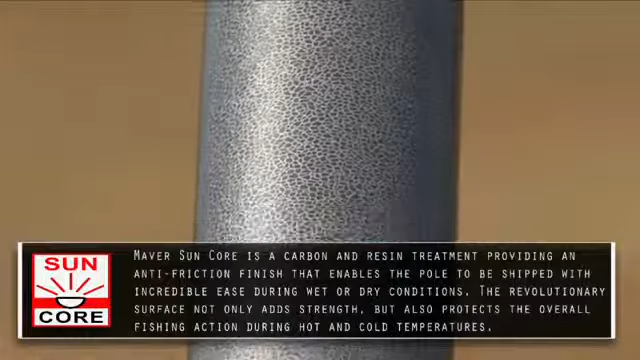 SUN
CORE
MAVER SUN CORE IS A CARBON AND RESIN TREATMENT PROVIDING AN
ANTI-FRICTION FINISH THAT ENABLES THE POLE TO BE SHIPPED WITH
INCREDIBLE EASE DURING WET OR DRY CONDITIONS. THE REVOLUTIONARY
SURFACE NOT ONLY ADDS STRENGTH, BUT ALSO PROTECTS THE OVERALL
FISHING ACTION DURING HOT AND COLD TEMPERATURES.